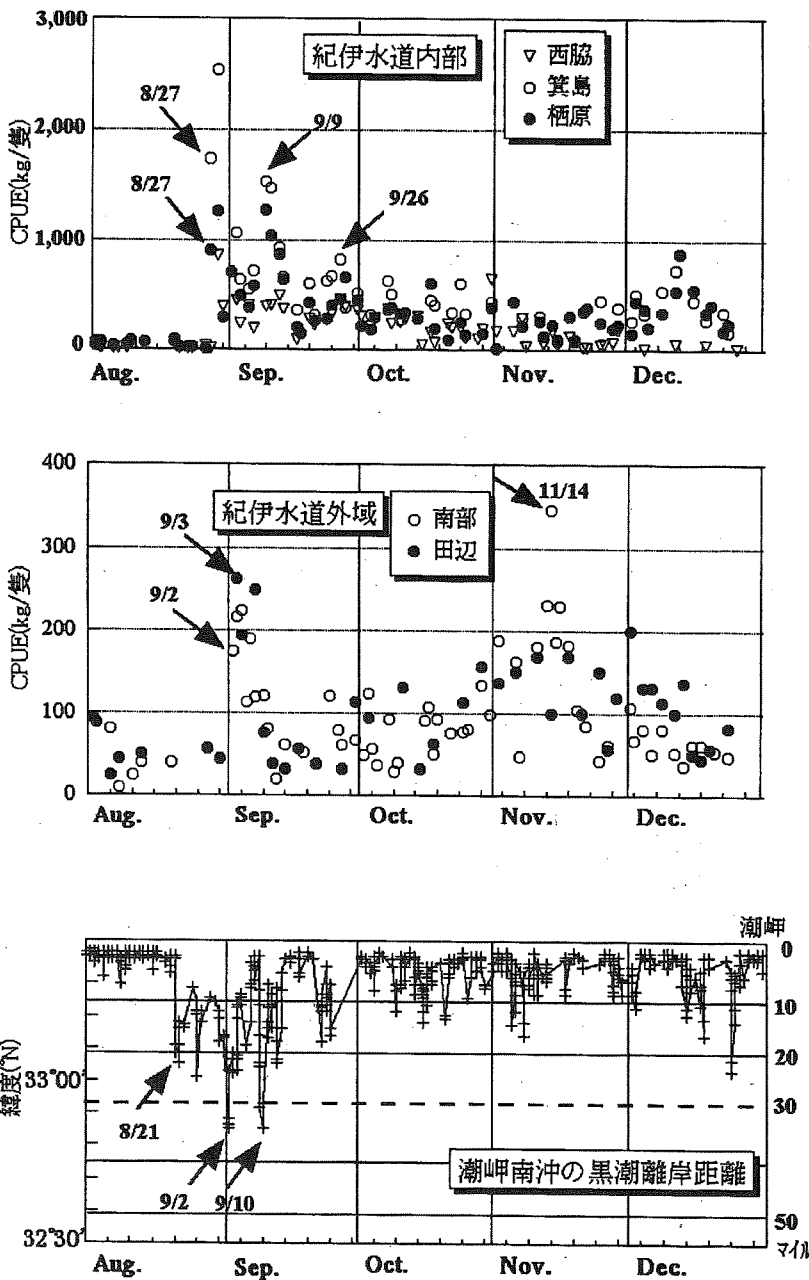 3,000
2,000
1,000
0
CPUE(kg/隻)
紀伊水道内部
▽ 西脇
○ 箕島
● 栖原
8/27
8/27
9/9
9/26
Aug. Sep. Oct. Nov. Dec.
400
300
200
100
0
CPUE(kg/隻)
紀伊水道外域
○ 南部
● 田辺
9/3
9/2
11/14
Aug. Sep. Oct. Nov. Dec.
潮岬
0
10
20
30
50
マイル
緯度(°N)
33°00'
32°30'
8/21
9/2
9/10
潮岬南沖の黒潮離岸距離
Aug. Sep. Oct. Nov. Dec.